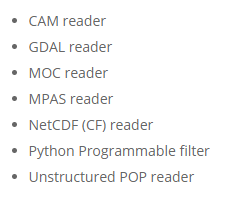 CAM reader
GDAL reader
MOC reader
MPAS reader
NetCDF (CF) reader
Python Programmable filter
Unstructured POP reader